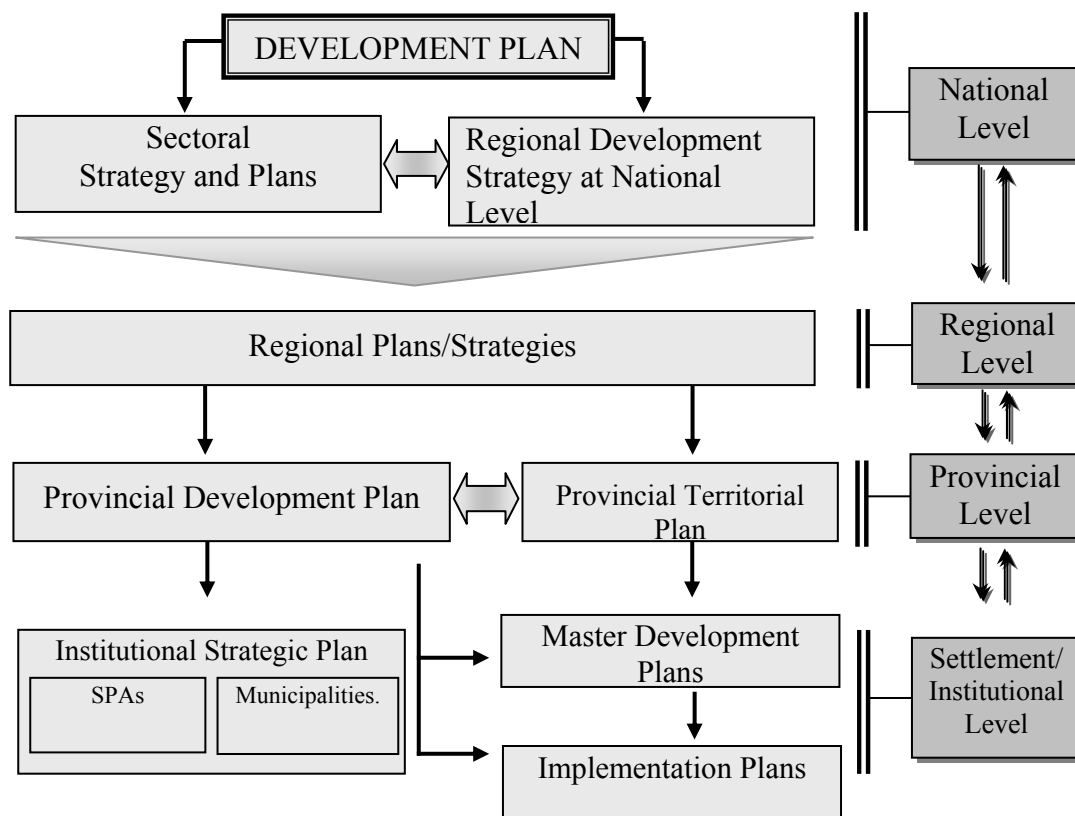 DEVELOPMENT PLAN
Sectoral
Strategy and Plans
Regional Development
Strategy at National
Level
National
Level
Regional Plans/Strategies
Regional
Level
Provincial Development Plan
Provincial Territorial
Plan
Provincial
Level
Institutional Strategic Plan
SPAs
Municipalities.
Master Development
Plans
Implementation Plans
Settlement/
Institutional
Level